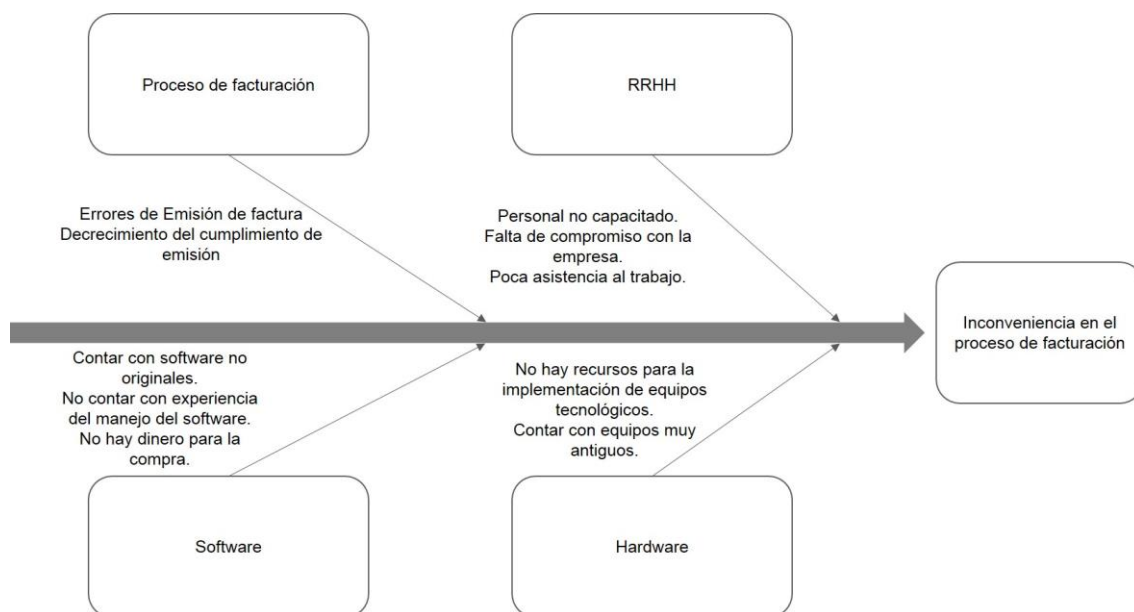 Proceso de facturación
RRHH
Errores de Emisión de factura
Decrecimiento del cumplimiento de
emisión
Personal no capacitado.
Falta de compromiso con la
empresa.
Poca asistencia al trabajo.
Inconveniencia en el
proceso de facturación
Contar con software no
originales.
No contar con experiencia
del manejo del software.
No hay dinero para la
compra.
No hay recursos para la
implementación de equipos
tecnológicos.
Contar con equipos muy
antiguos.
Software
Hardware